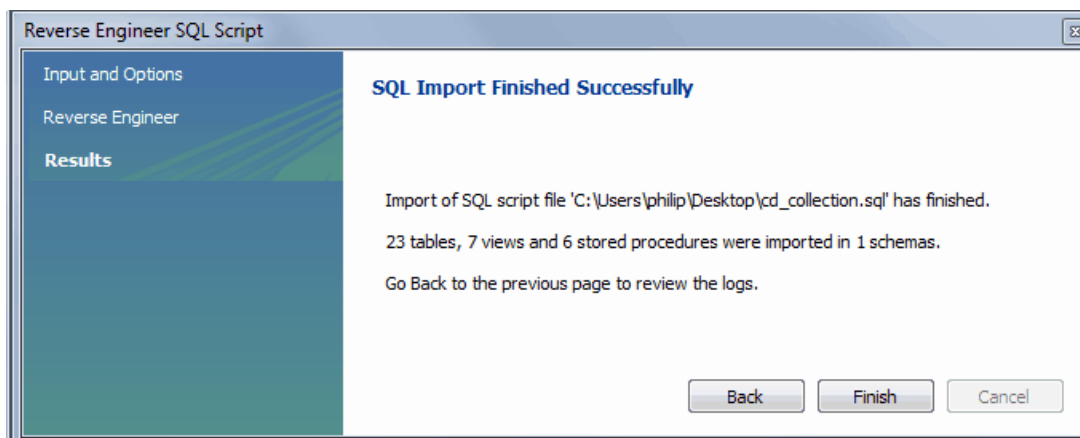 Reverse Engineer SQL Script
Input and Options
Reverse Engineer
Results
SQL Import Finished Successfully
Import of SQL script file 'C:\Users\philip\Desktop\cd_collection.sql' has finished.
23 tables, 7 views and 6 stored procedures were imported in 1 schemas.
Go Back to the previous page to review the logs.
Back Finish Cancel